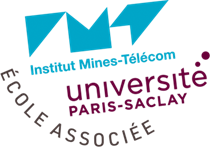 Institut Mines-Télécom
université
PARIS-SACLAY
ÉCOLE ASSOCIÉE